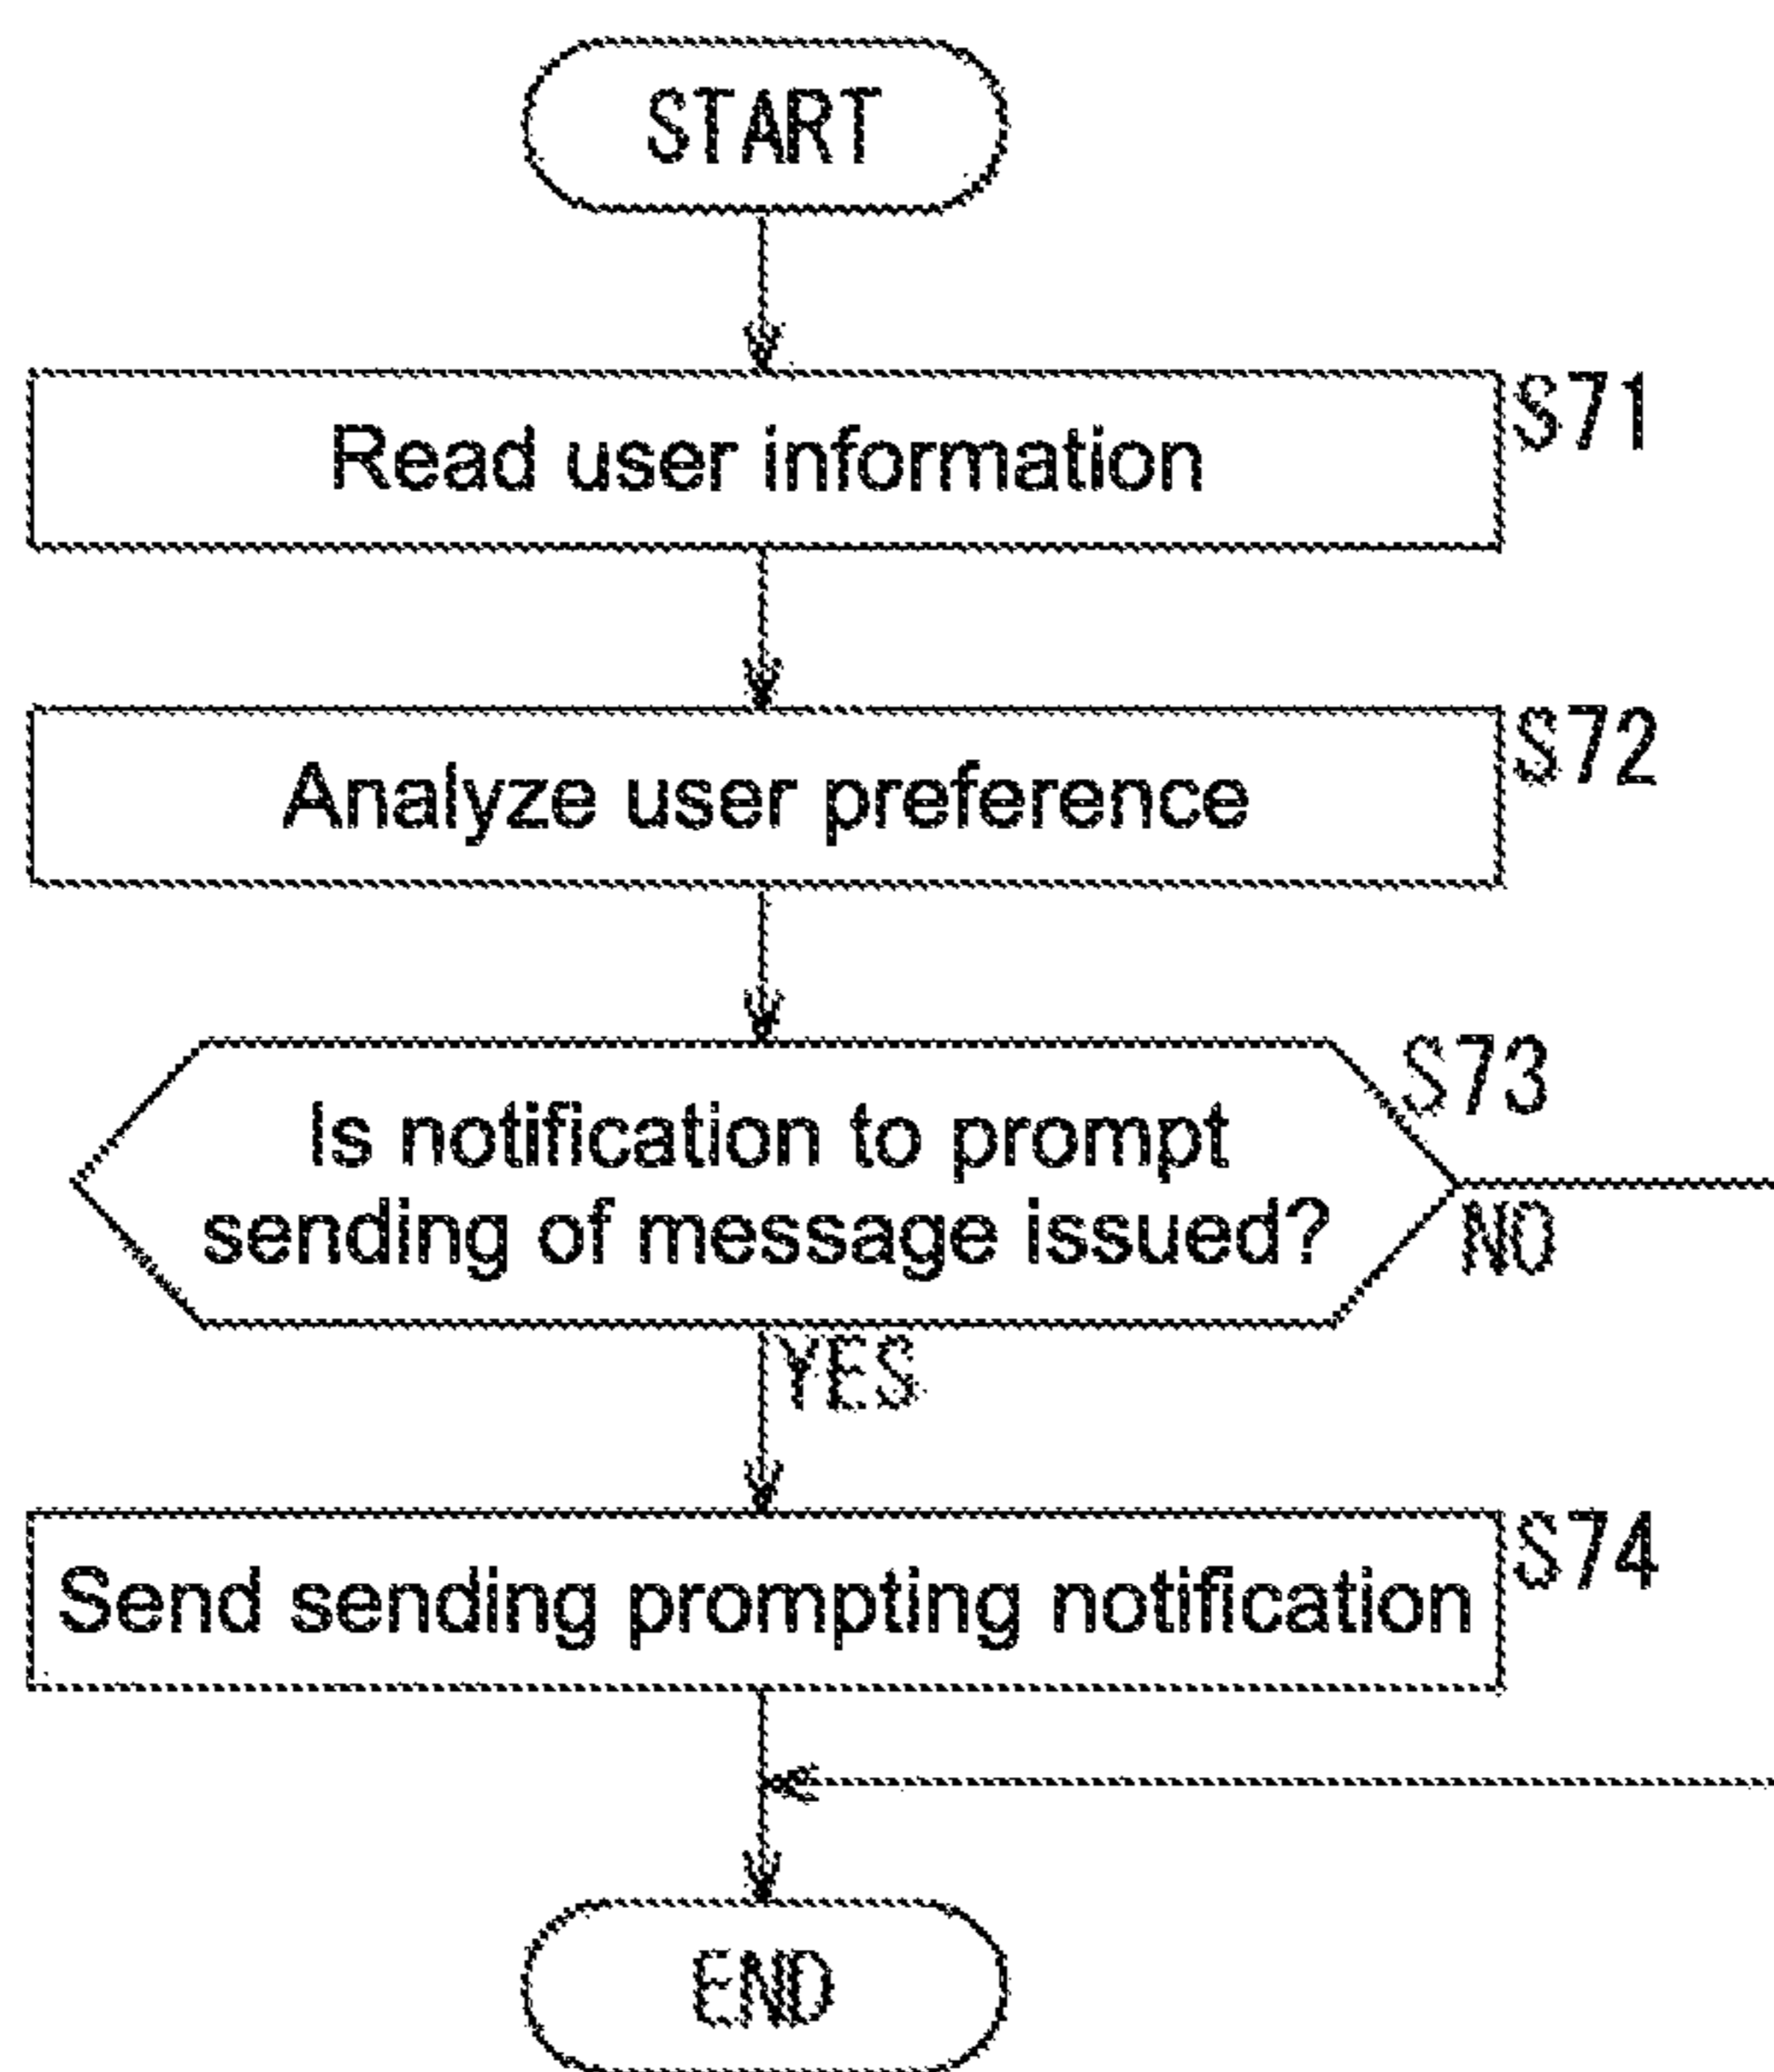 START
S71
Read user information
S72
Analyze user preference
S73
Is notification to prompt
sending of message issued?
NO
YES
S74
Send sending prompting notification
END